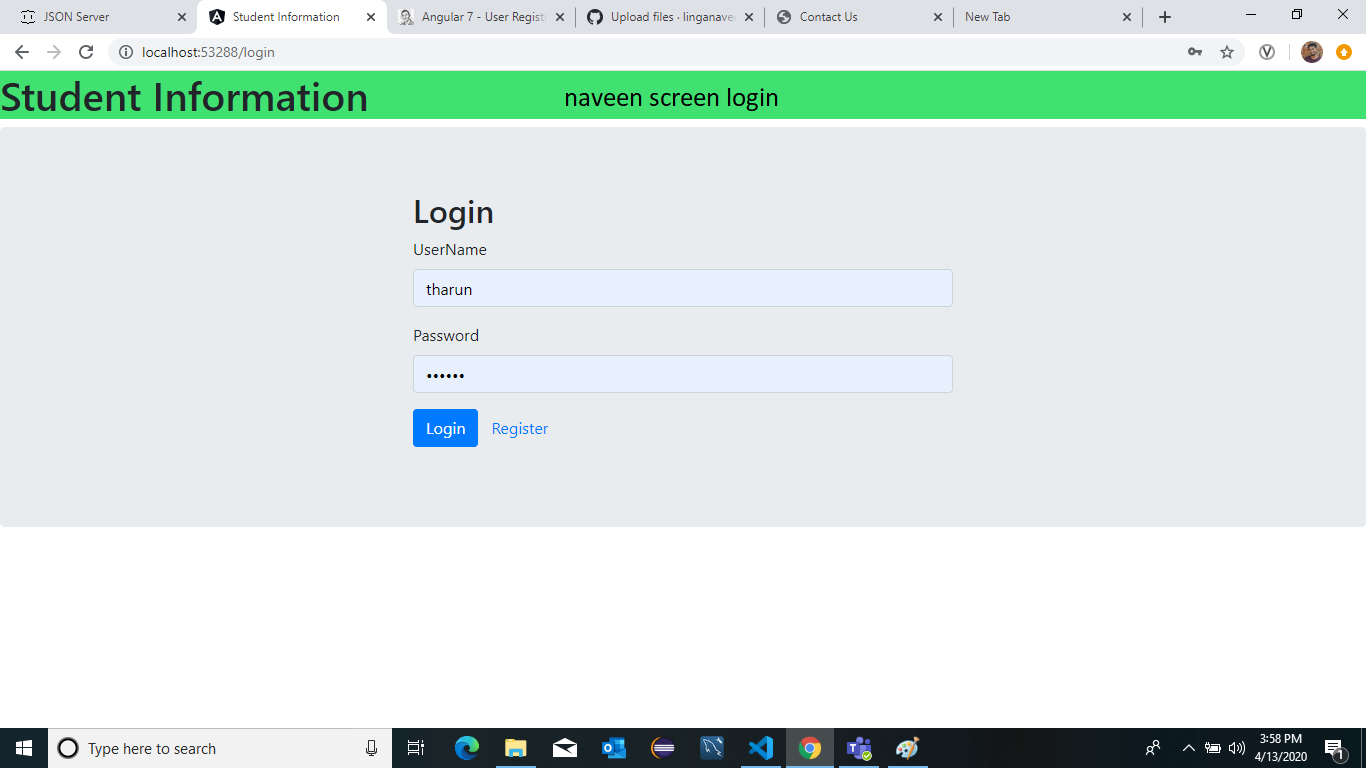 JSON Server
Student Information
Angular 7 - User Registr
Upload files · linganavee
Contact Us
New Tab
localhost:53288/login
Student Information
naveen screen login
Login
UserName
tharun
Password
••••••
Login Register
Type here to search
3:58 PM
4/13/2020
1